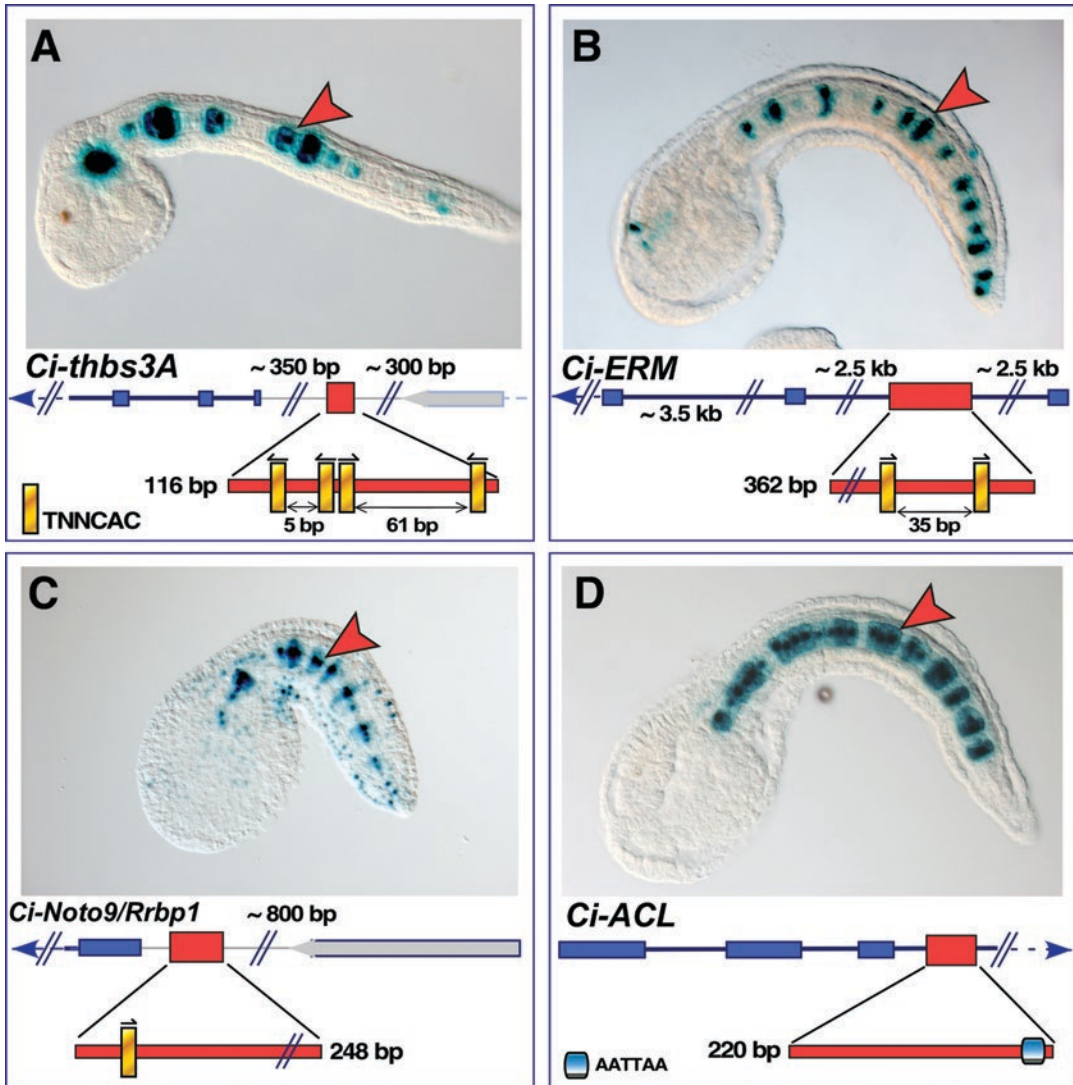 A
Ci-thbs3A
~ 350 bp
~ 300 bp
116 bp
5 bp
61 bp
TNNCAC
B
Ci-ERM
~ 2.5 kb
~ 2.5 kb
~ 3.5 kb
362 bp
35 bp
C
Ci-Noto9/Rrbp1
~ 800 bp
248 bp
D
Ci-ACL
220 bp
AATTAA